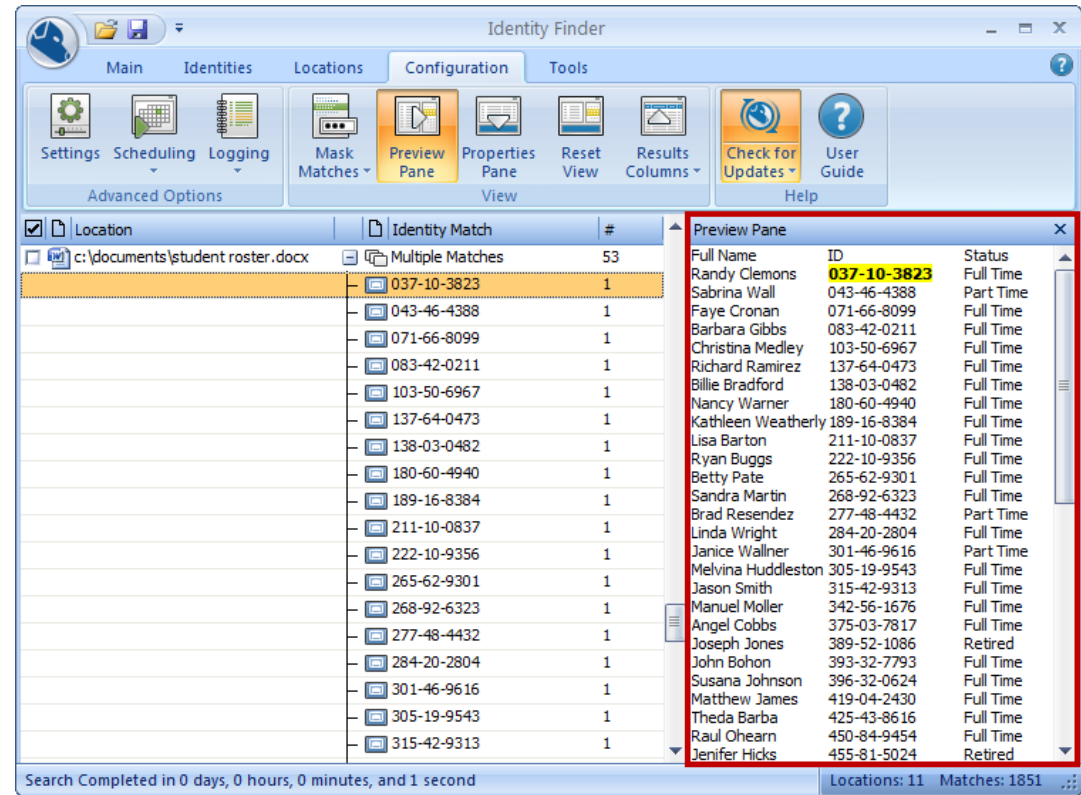 Identity Finder
Main Identities Locations Configuration Tools
Settings Scheduling Logging Mask Matches Preview Pane Properties Pane Reset View Results Columns Check for Updates User Guide
Advanced Options View Help
Location Identity Match # Preview Pane
c:\documents\student roster.docx Multiple Matches 53
037-10-3823 1
043-46-4388 1
071-66-8099 1
083-42-0211 1
103-50-6967 1
137-64-0473 1
138-03-0482 1
180-60-4940 1
189-16-8384 1
211-10-0837 1
222-10-9356 1
265-62-9301 1
268-92-6323 1
277-48-4432 1
284-20-2804 1
301-46-9616 1
305-19-9543 1
315-42-9313 1
Full Name ID Status
Randy Clemons 037-10-3823 Full Time
Sabrina Wall 043-46-4388 Part Time
Faye Cronan 071-66-8099 Full Time
Barbara Gibbs 083-42-0211 Full Time
Christina Medley 103-50-6967 Full Time
Richard Ramirez 137-64-0473 Full Time
Billie Bradford 138-03-0482 Full Time
Nancy Warner 180-60-4940 Full Time
Kathleen Weatherly 189-16-8384 Full Time
Lisa Barton 211-10-0837 Full Time
Ryan Buggs 222-10-9356 Full Time
Betty Pate 265-62-9301 Full Time
Sandra Martin 268-92-6323 Full Time
Brad Resendez 277-48-4432 Part Time
Linda Wright 284-20-2804 Full Time
Janice Wallner 301-46-9616 Part Time
Melvina Huddleston 305-19-9543 Full Time
Jason Smith 315-42-9313 Full Time
Manuel Moller 342-56-1676 Full Time
Angel Cobbs 375-03-7817 Full Time
Joseph Jones 389-52-1086 Retired
John Bohon 393-32-7793 Full Time
Susana Johnson 396-32-0624 Full Time
Matthew James 419-04-2430 Full Time
Theda Barba 425-43-8616 Full Time
Raul Ohearn 450-84-9454 Full Time
Jenifer Hicks 455-81-5024 Retired
Search Completed in 0 days, 0 hours, 0 minutes, and 1 second Locations: 11 Matches: 1851